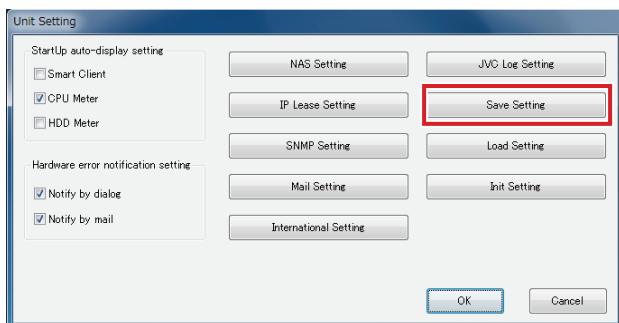 Unit Setting
StartUp auto-display setting
Smart Client
CPU Meter
HDD Meter
Hardware error notification setting
Notify by dialog
Notify by mail
NAS Setting
IP Lease Setting
SNMP Setting
Mail Setting
International Setting
JVC Log Setting
Save Setting
Load Setting
Init Setting
OK
Cancel